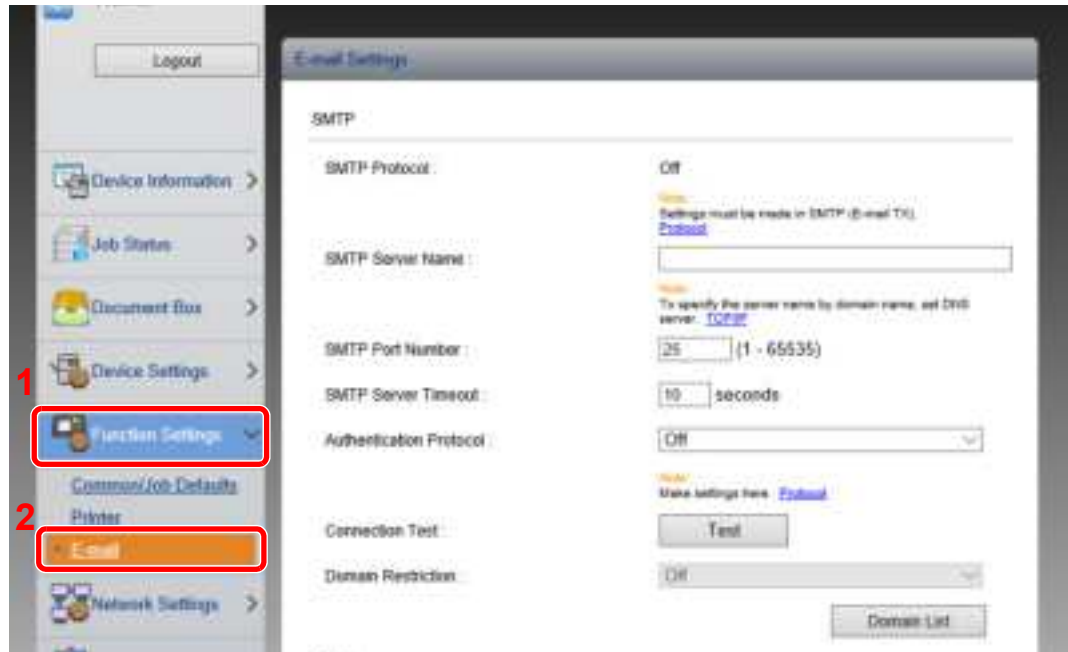 Logout
E-mail Settings
SMTP
SMTP Protocol :
Off
Note:
Settings must be made in SMTP (E-mail TX).
Protocol
SMTP Server Name :
Note:
To specify the server name by domain name, set DNS
server. TCP/IP
SMTP Port Number :
25 (1 - 65535)
SMTP Server Timeout :
10 seconds
Authentication Protocol :
Off
Note:
Make settings here. Protocol
Connection Test :
Test
Domain Restriction :
Off
Domain List
Device Information
Job Status
Document Box
Device Settings
1
Function Settings
Common/Job Defaults
Printer
2
E-mail
Network Settings